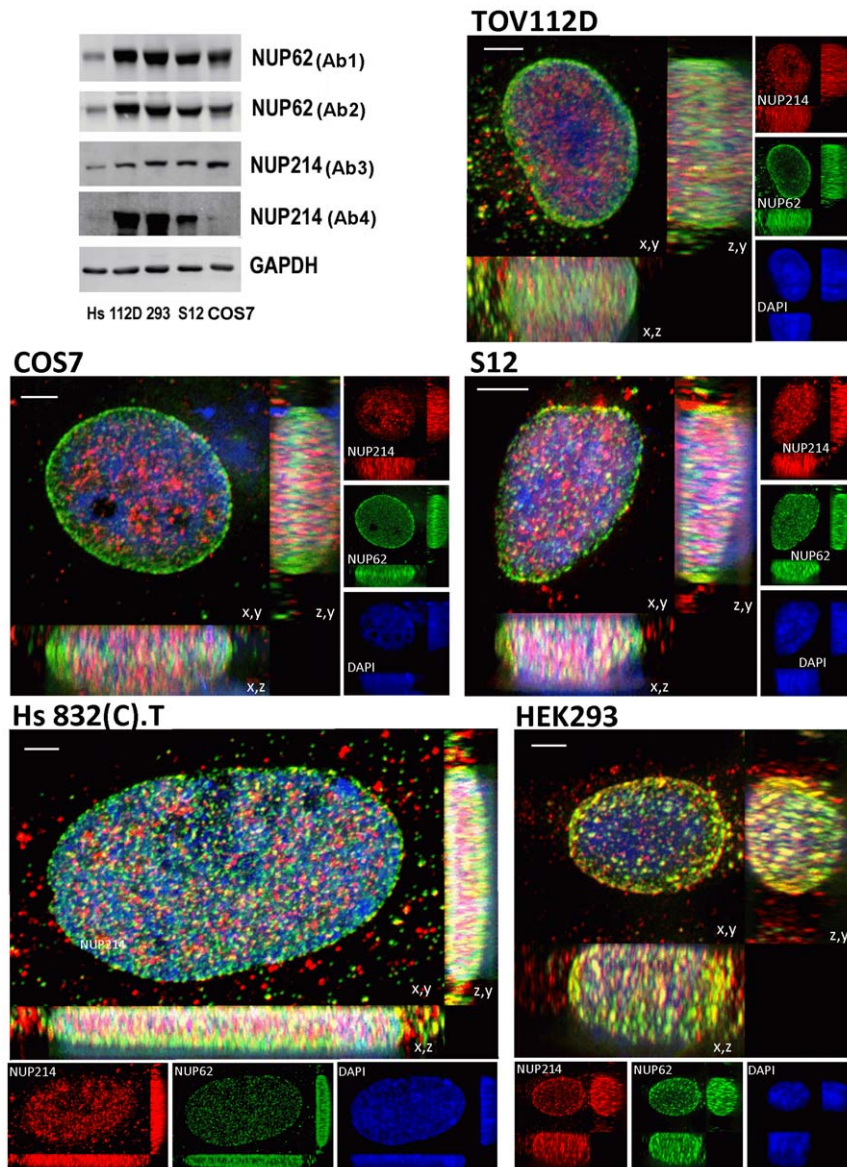 NUP62 (Ab1)
NUP62 (Ab2)
NUP214 (Ab3)
NUP214 (Ab4)
GAPDH
Hs 112D 293 S12 COS7
TOV112D
x,y
z,y
x,z
NUP214
NUP62
DAPI
COS7
x,y
z,y
x,z
NUP214
NUP62
DAPI
S12
x,y
z,y
x,z
NUP214
NUP62
DAPI
Hs 832(C).T
NUP214
x,y
z,y
x,z
NUP214
NUP62
DAPI
HEK293
x,y
z,y
x,z
NUP214
NUP62
DAPI